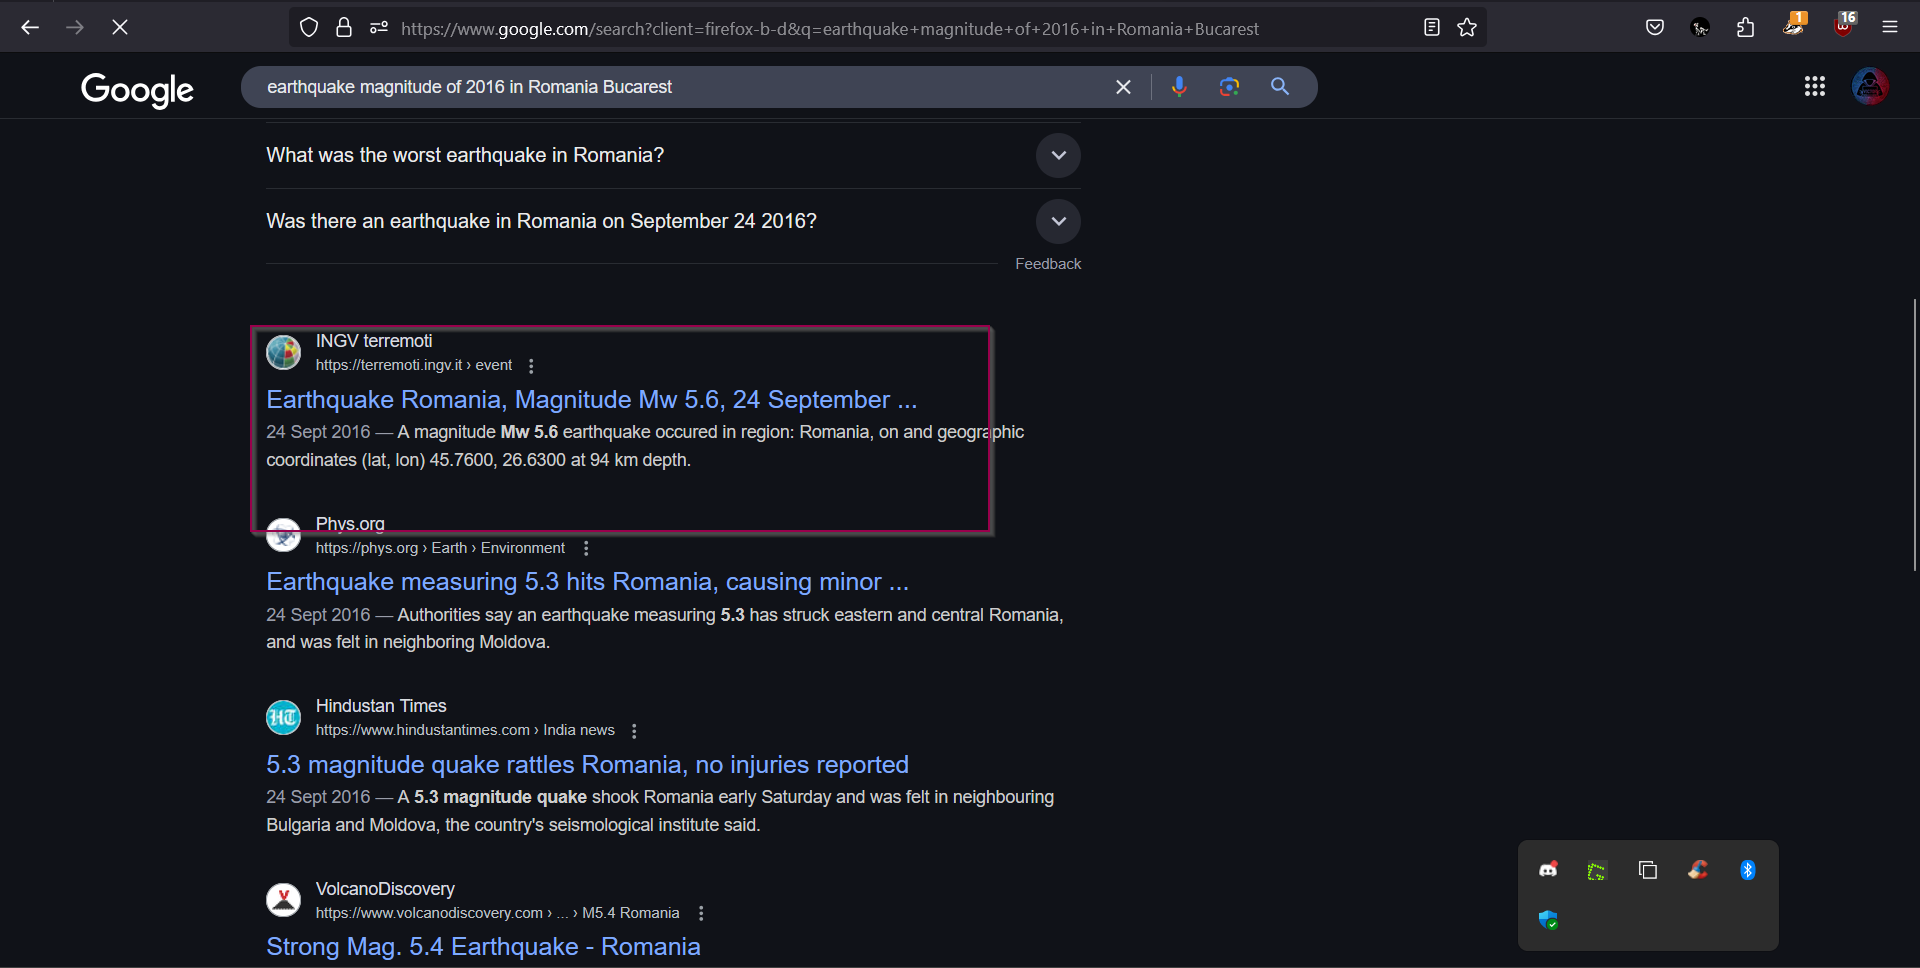 https://www.google.com/search?client=firefox-b-d&q=earthquake+magnitude+of+2016+in+Romania+Bucarest
1
16
Google
earthquake magnitude of 2016 in Romania Bucarest
What was the worst earthquake in Romania?
Was there an earthquake in Romania on September 24 2016?
Feedback
INGV terremoti
https://terremoti.ingv.it › event
Earthquake Romania, Magnitude Mw 5.6, 24 September ...
24 Sept 2016 — A magnitude Mw 5.6 earthquake occured in region: Romania, on and geographic
coordinates (lat, lon) 45.7600, 26.6300 at 94 km depth.
Phys.org
https://phys.org › Earth › Environment
Earthquake measuring 5.3 hits Romania, causing minor ...
24 Sept 2016 — Authorities say an earthquake measuring 5.3 has struck eastern and central Romania,
and was felt in neighboring Moldova.
HT
Hindustan Times
https://www.hindustantimes.com › India news
5.3 magnitude quake rattles Romania, no injuries reported
24 Sept 2016 — A 5.3 magnitude quake shook Romania early Saturday and was felt in neighbouring
Bulgaria and Moldova, the country's seismological institute said.
VolcanoDiscovery
https://www.volcanodiscovery.com › ... › M5.4 Romania
Strong Mag. 5.4 Earthquake - Romania